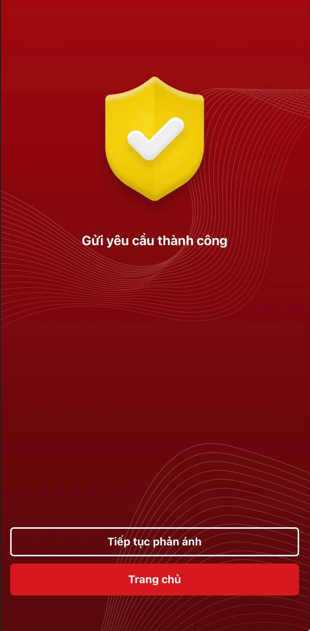 Gửi yêu cầu thành công
Tiếp tục phản ánh
Trang chủ